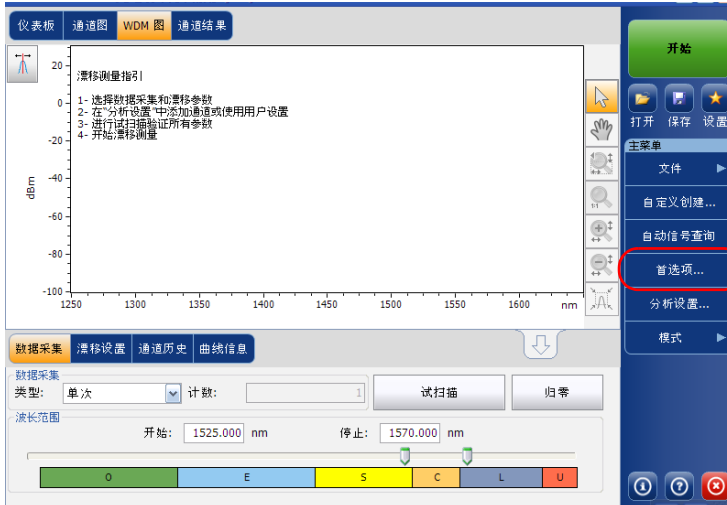 仪表板 通道图 WDM 图 通道结果
开始
打开 保存 设置
主菜单
文件
自定义创建...
自动信号查询
首选项...
分析设置...
模式
漂移测量指引
1- 选择数据采集和漂移参数
2- 在"分析设置"中添加通道或使用用户设置
3- 进行试扫描验证所有参数
4- 开始漂移测量
dBm
20
0
-20
-40
-60
-80
-100
1250 1300 1350 1400 1450 1500 1550 1600 nm
1:1
数据采集 漂移设置 通道历史 曲线信息
数据采集
类型: 单次 计数: 1 试扫描 归零
波长范围
开始: 1525.000 nm 停止: 1570.000 nm
O E S C L U